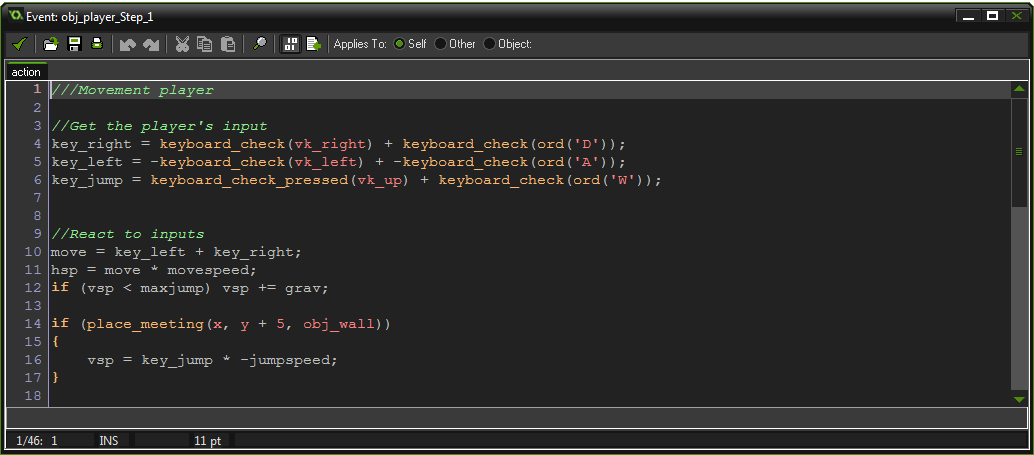 Event: obj_player_Step_1
Applies To: Self Other Object:
action
1 ///Movement player
2
3 //Get the player's input
4 key_right = keyboard_check(vk_right) + keyboard_check(ord('D'));
5 key_left = -keyboard_check(vk_left) + -keyboard_check(ord('A'));
6 key_jump = keyboard_check_pressed(vk_up) + keyboard_check(ord('W'));
7
8
9 //React to inputs
10 move = key_left + key_right;
11 hsp = move * movespeed;
12 if (vsp < maxjump) vsp += grav;
13
14 if (place_meeting(x, y + 5, obj_wall))
15 {
16 vsp = key_jump * -jumpspeed;
17 }
18
1/46: 1 INS 11 pt